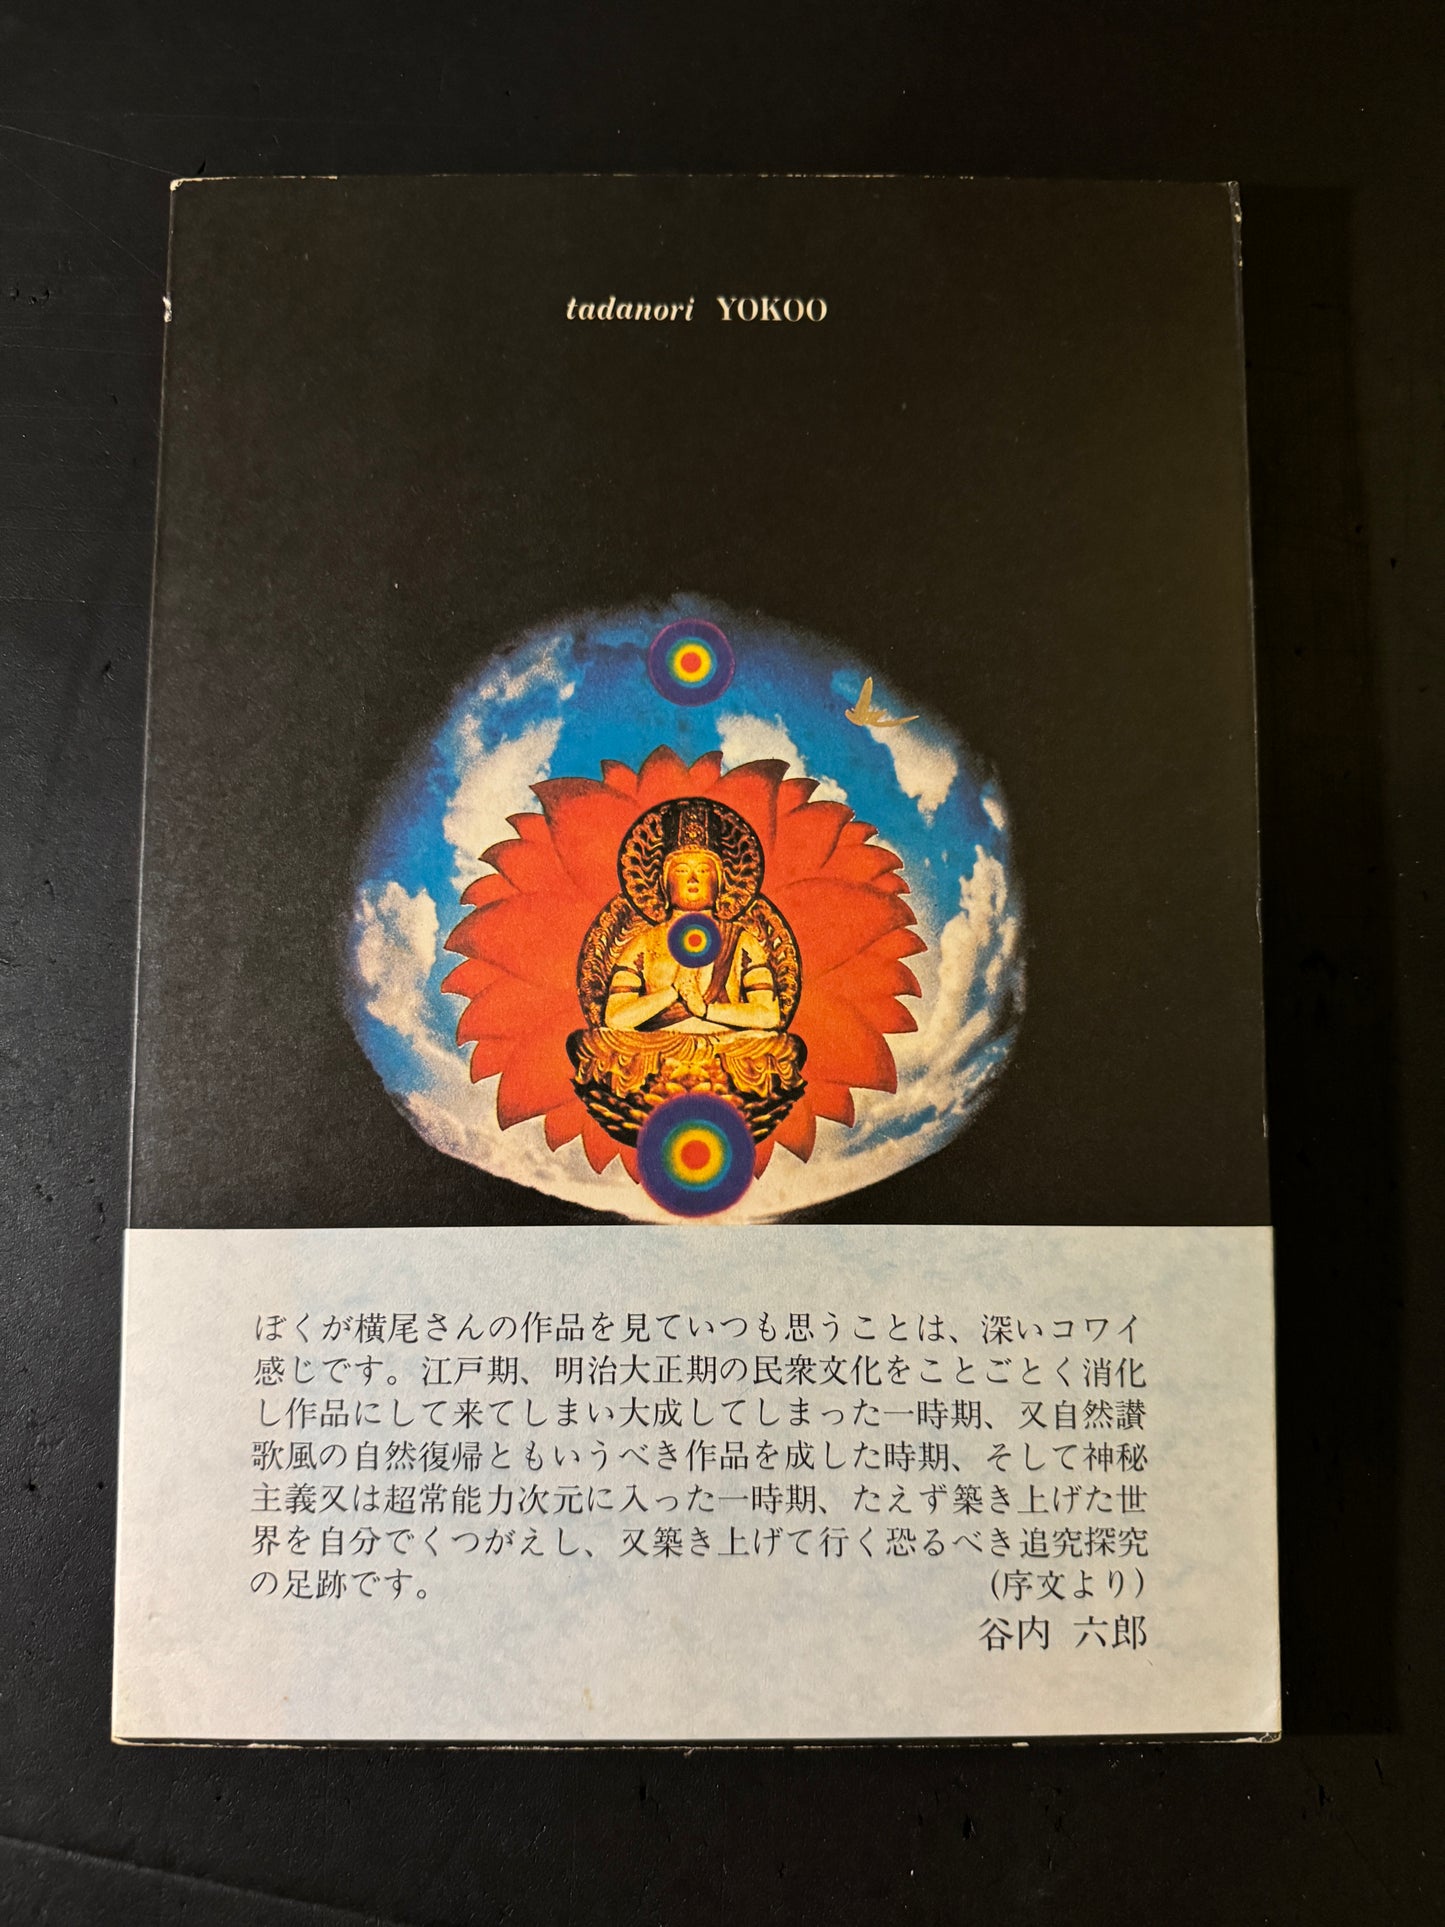 tadanori YOKOO
ぼくが横尾さんの作品を見ていつも思うことは、深いコワイ
感じです。江戸期、明治大正期の民衆文化をことごとく消化
し作品にして来てしまい大成してしまった一時期、又自然讃
歌風の自然復帰ともいうべき作品を成した時期、そして神秘
主義又は超常能力次元に入った一時期、たえず築き上げた世
界を自分でくつがえし、又築き上げて行く恐るべき追究探究
の足跡です。 (序文より)
谷内 六郎